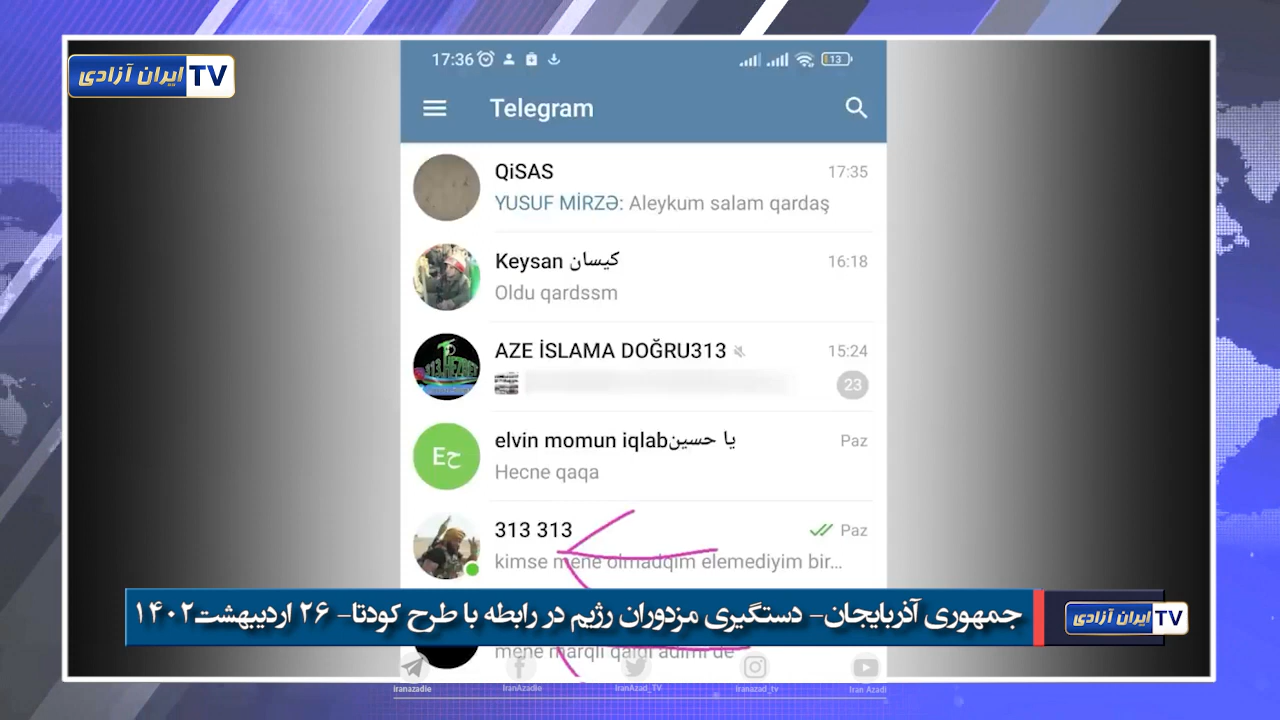 ایران آزادی TV
17:36
13
Telegram
QiSAS 17:35
YUSUF MİRZƏ: Aleykum salam qardaş
Keysan کیسان 16:18
Oldu qardssm
AZE İSLAMA DOĞRU313 15:24
23
Eح
elvin momun iqlabیا حسین Paz
Hecne qaqa
313 313 Paz
kimse mene olmadqim elemediyim bir...
جمهوری آذربایجان- دستگیری مزدوران رژیم در رابطه با طرح کودتا- ۲۶ اردیبهشت۱۴۰۲
ایران آزادی TV
mene marqli qalqi adimi de
iranazadie IranAzadie IranAzad_TV iranazad_tv Iran Azadi